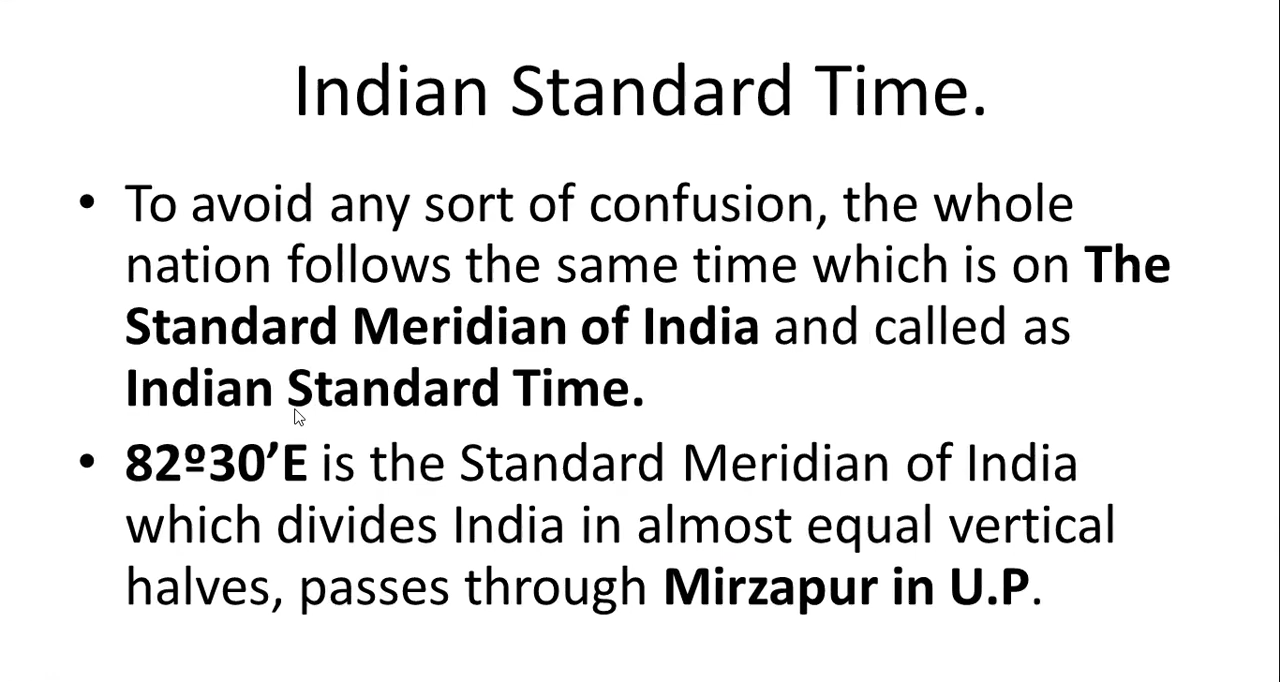 Indian Standard Time.
• To avoid any sort of confusion, the whole
nation follows the same time which is on The
Standard Meridian of India and called as
Indian Standard Time.
• 82º30’E is the Standard Meridian of India
which divides India in almost equal vertical
halves, passes through Mirzapur in U.P.